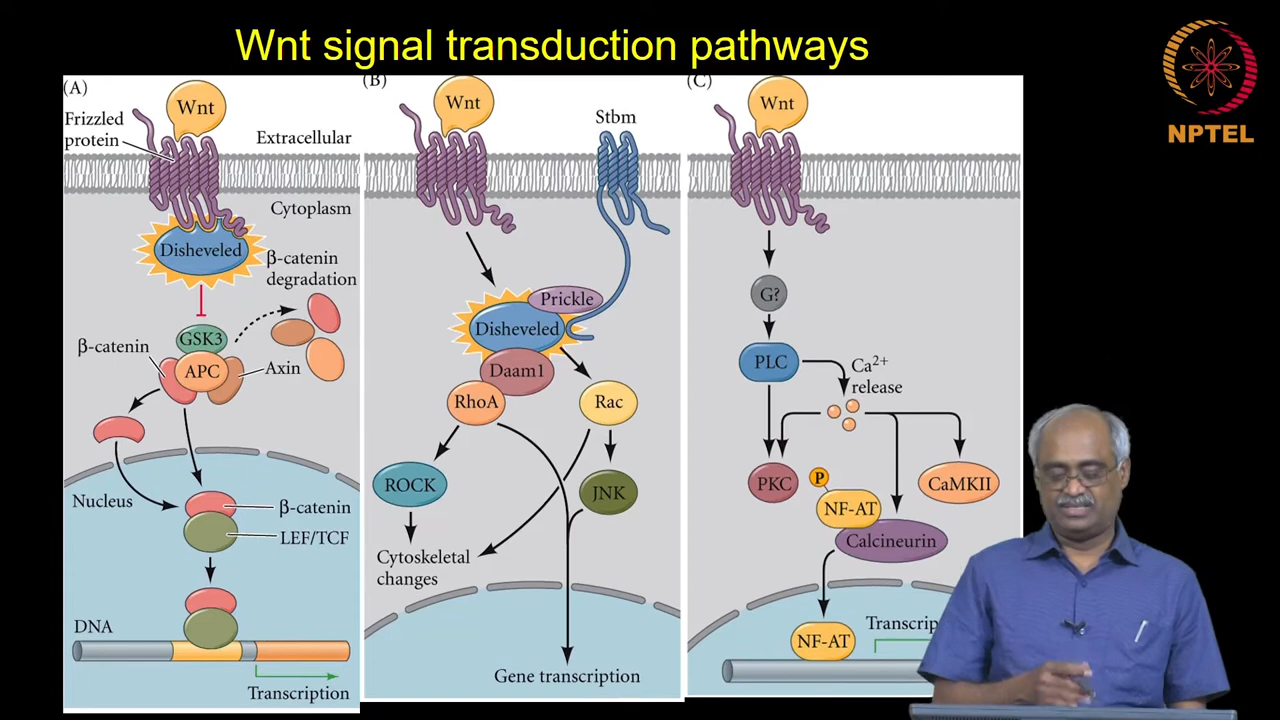 Wnt signal transduction pathways
NPTEL
(A)
Wnt
Frizzled
protein
Extracellular
Cytoplasm
Disheveled
β-catenin
degradation
GSK3
β-catenin
APC
Axin
Nucleus
β-catenin
LEF/TCF
DNA
Transcription
(B)
Wnt
Stbm
Prickle
Disheveled
Daam1
RhoA
Rac
ROCK
JNK
Cytoskeletal
changes
Gene transcription
(C)
Wnt
G?
PLC
Ca2+
release
PKC
P
NF-AT
CaMKII
Calcineurin
NF-AT
Transcrip